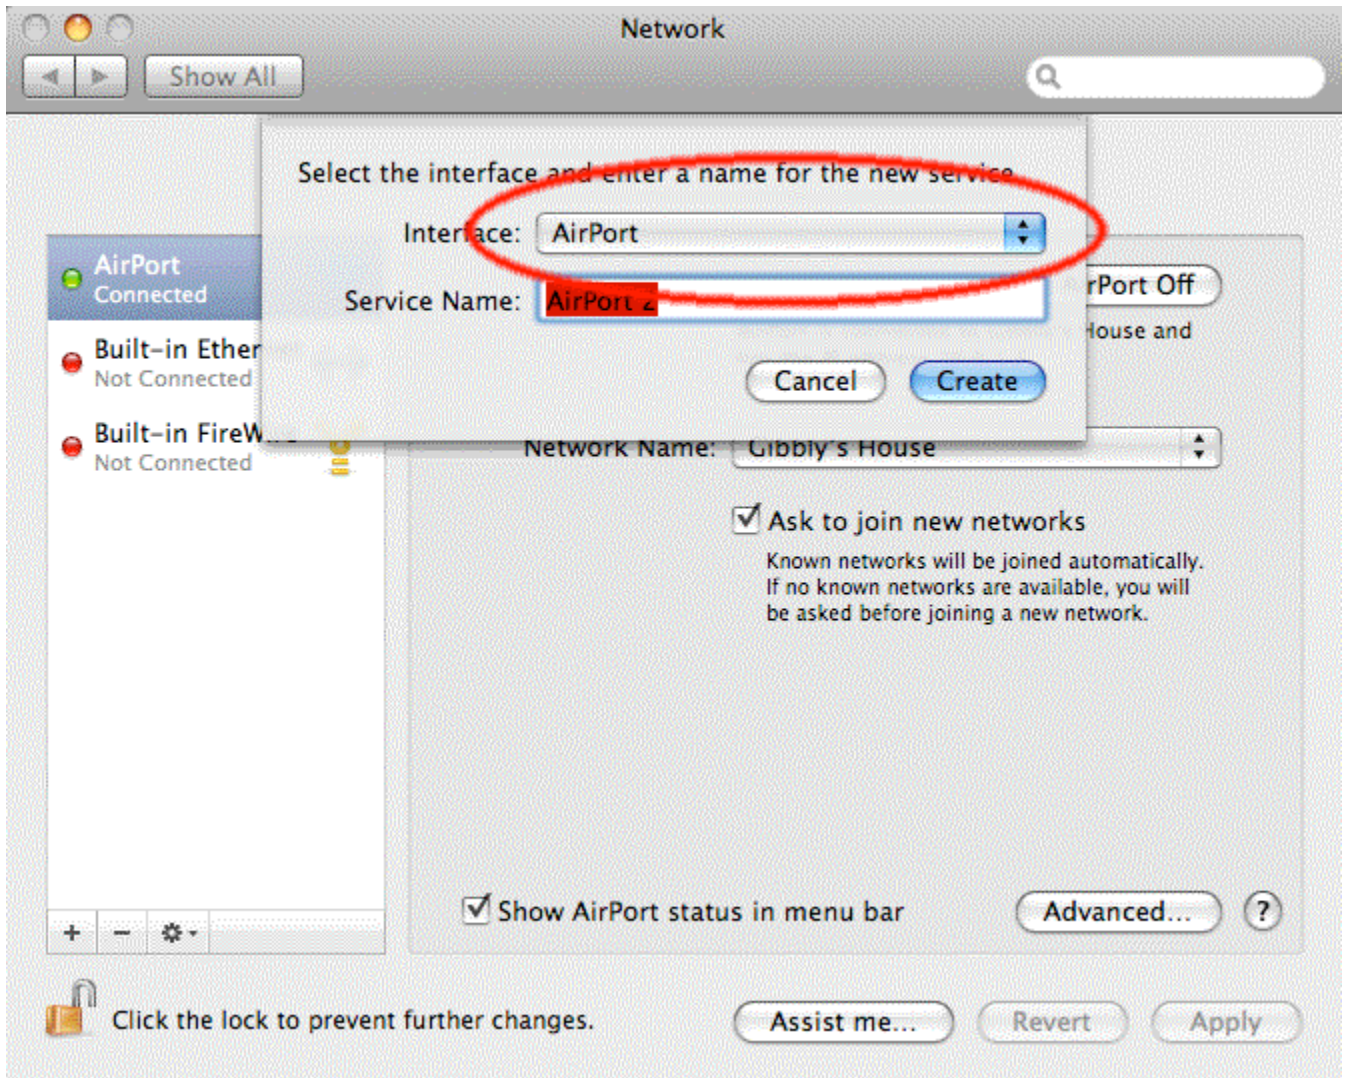 Network
Show All
Select the interface and enter a name for the new service.
Interface: AirPort
Service Name: AirPort 2
Cancel Create
AirPort
Connected
Built-in Ether
Not Connected
Built-in FireWire
Not Connected
rPort Off
House and
Network Name: Gibbly's House
Ask to join new networks
Known networks will be joined automatically.
If no known networks are available, you will
be asked before joining a new network.
Show AirPort status in menu bar
Advanced... ?
Click the lock to prevent further changes.
Assist me... Revert Apply